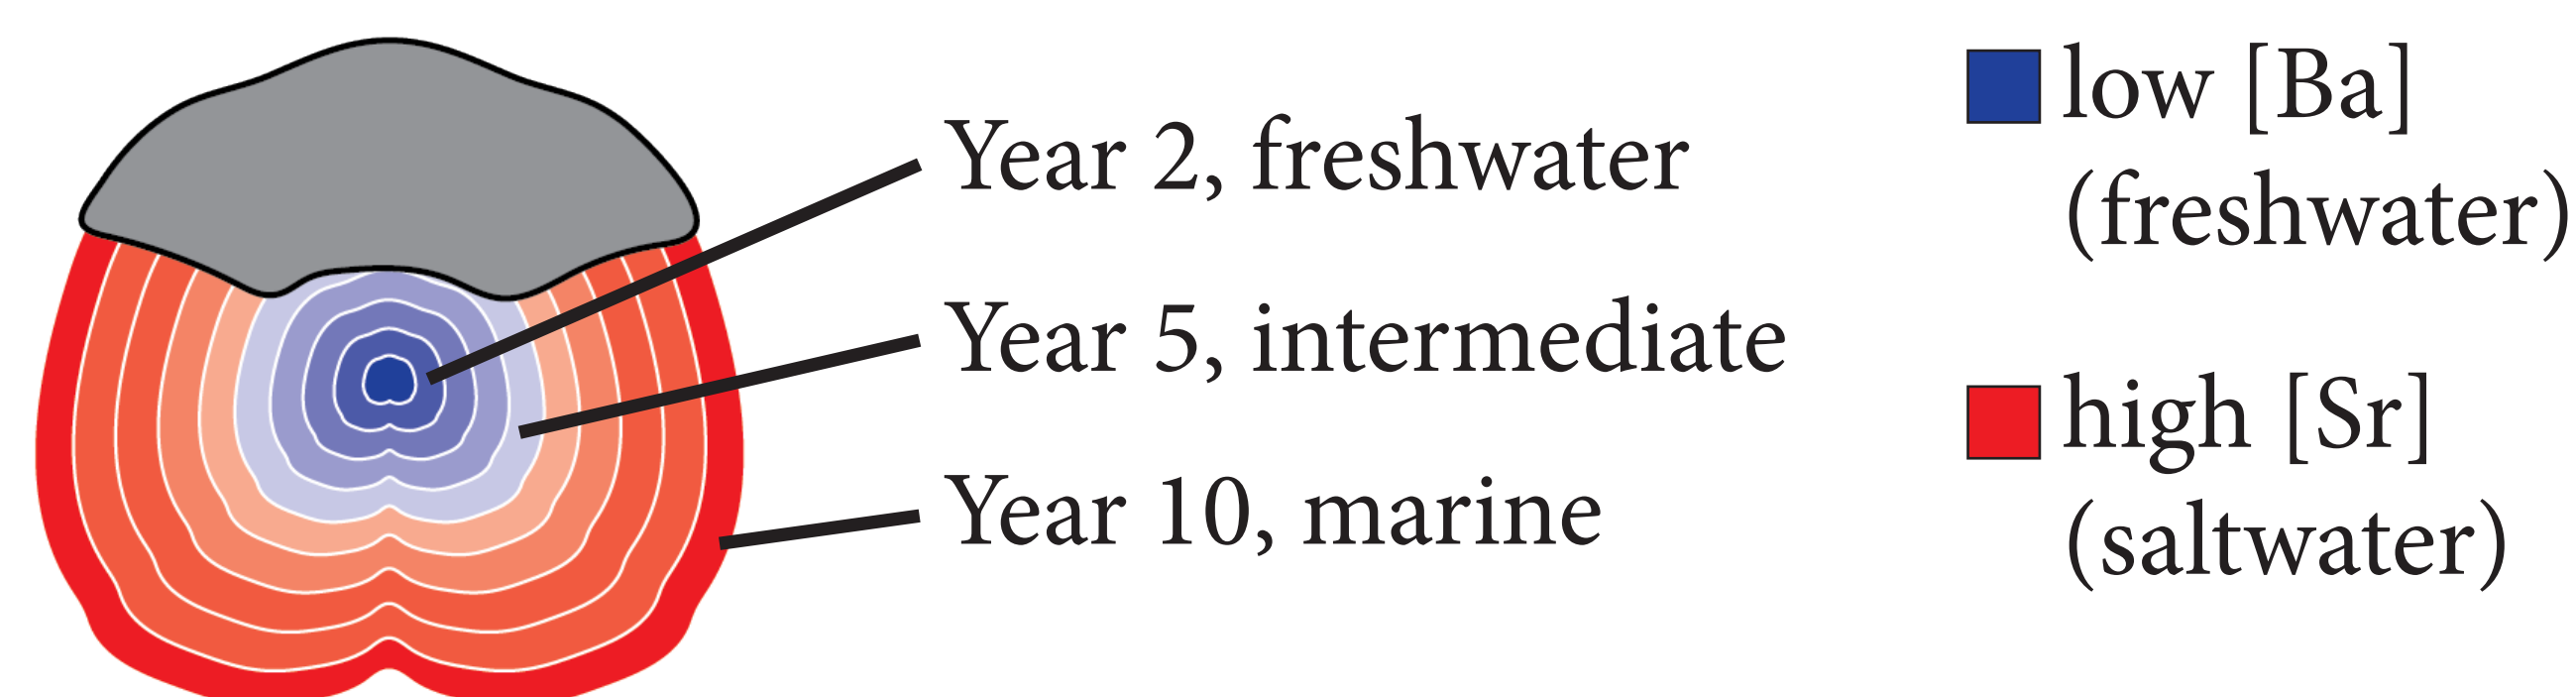 Year 2, freshwater
Year 5, intermediate
Year 10, marine
low [Ba]
(freshwater)
high [Sr]
(saltwater)